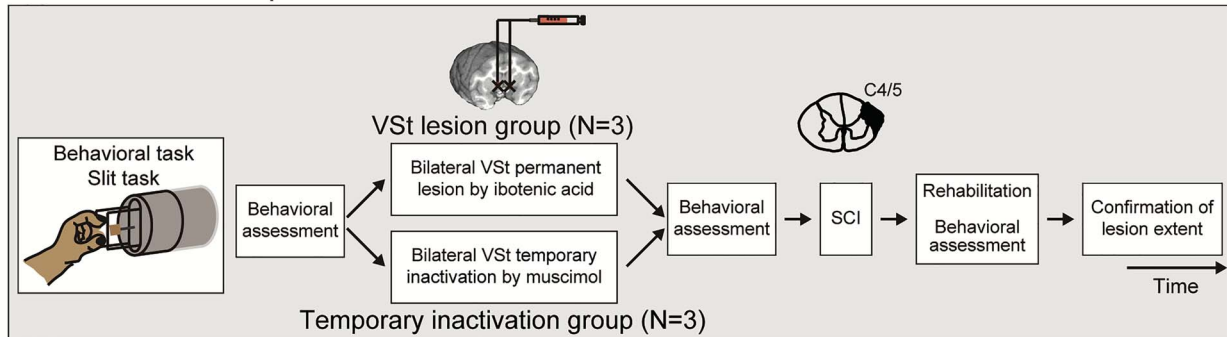 VSt lesion group (N=3)
C4/5
Behavioral task
Slit task
Behavioral
assessment
Bilateral VSt permanent
lesion by ibotenic acid
Bilateral VSt temporary
inactivation by muscimol
Temporary inactivation group (N=3)
Behavioral
assessment
SCI
Rehabilitation
Behavioral
assessment
Confirmation of
lesion extent
Time